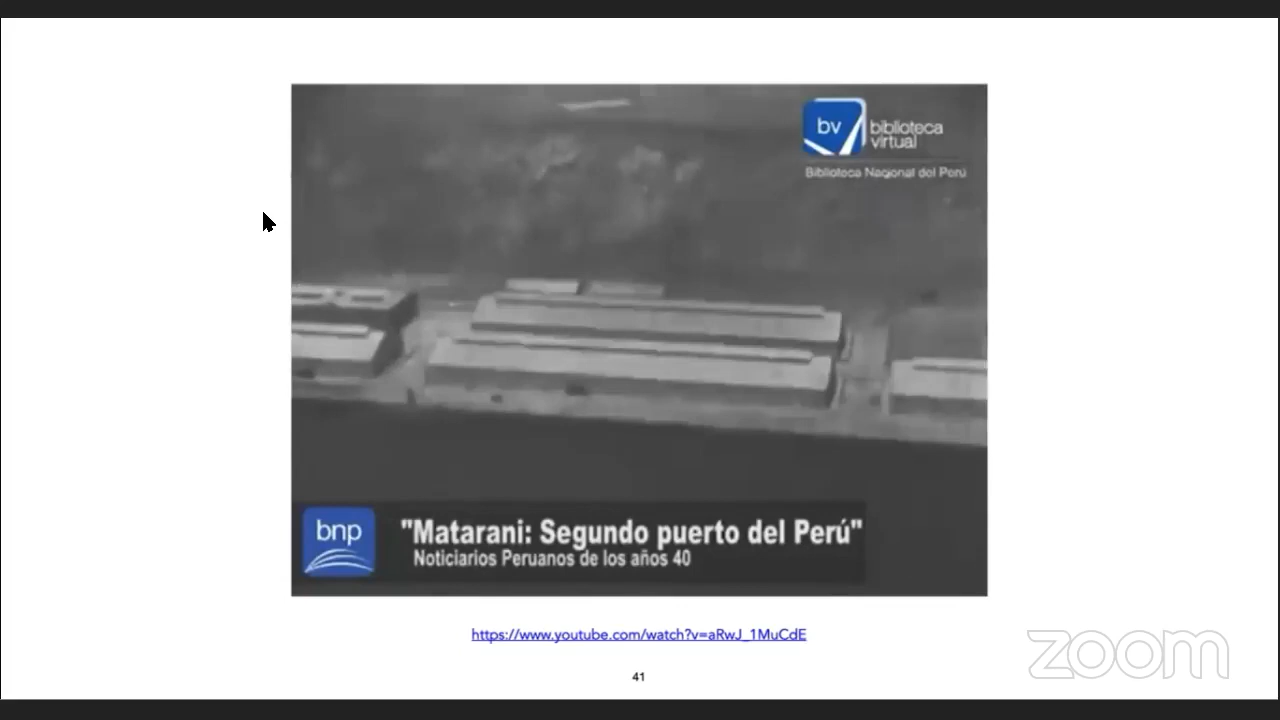 bv
biblioteca
virtual
Biblioteca Nacional del Perú
bnp
"Matarani: Segundo puerto del Perú"
Noticiarios Peruanos de los años 40
https://www.youtube.com/watch?v=aRwJ_1MuCdE
41
zoom